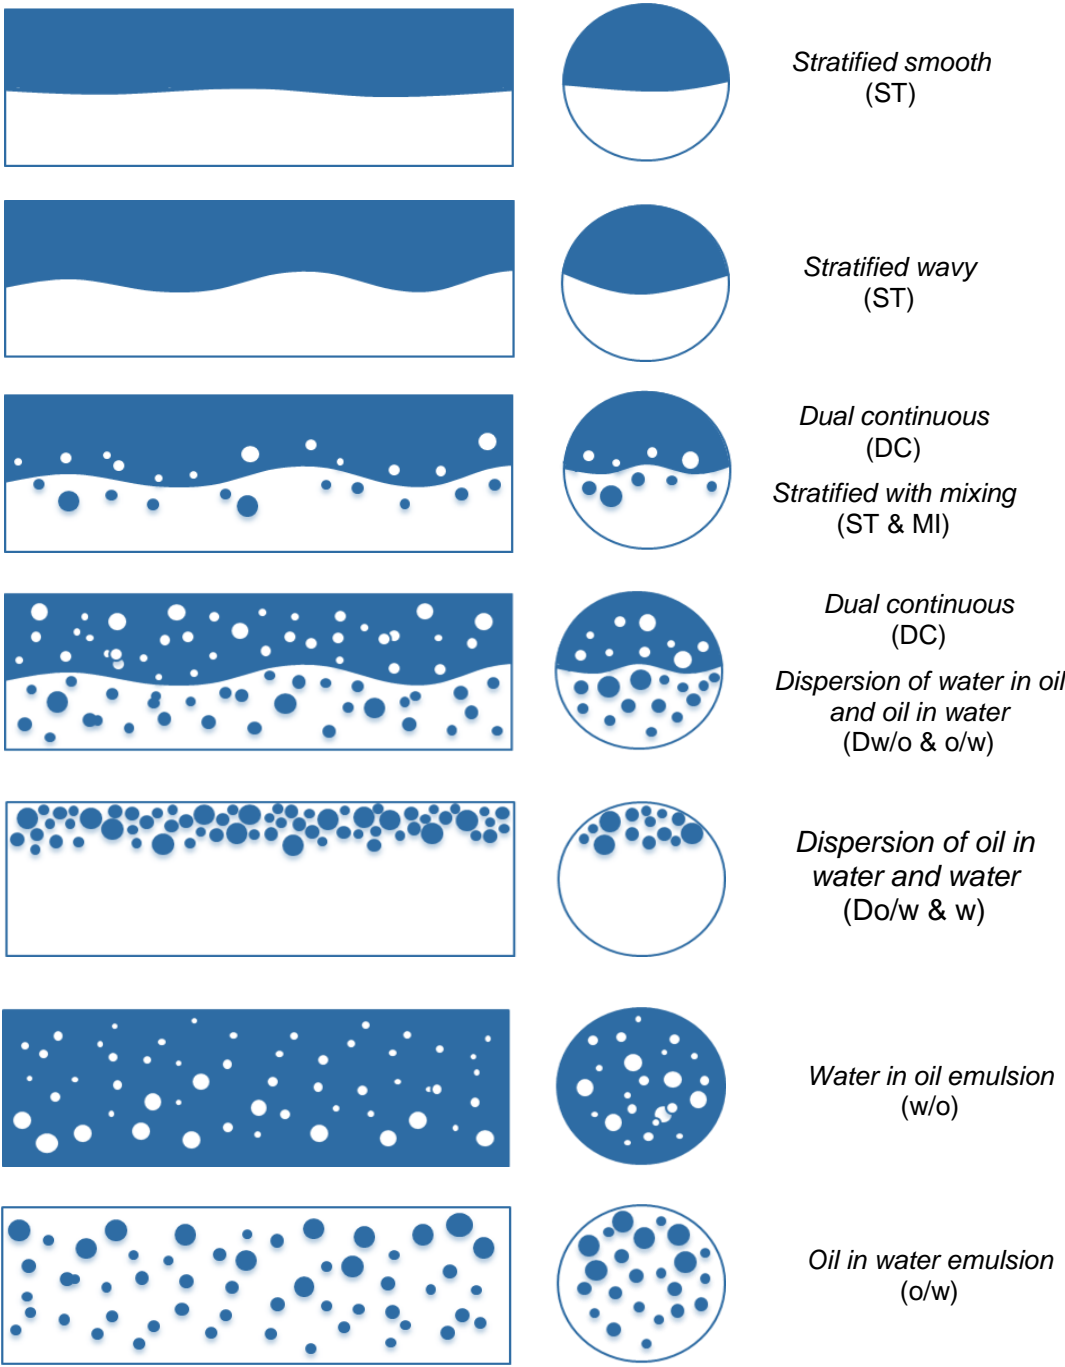 Stratified smooth
(ST)
Stratified wavy
(ST)
Dual continuous
(DC)
Stratified with mixing
(ST & MI)
Dual continuous
(DC)
Dispersion of water in oil
and oil in water
(Dw/o & o/w)
Dispersion of oil in
water and water
(Do/w & w)
Water in oil emulsion
(w/o)
Oil in water emulsion
(o/w)